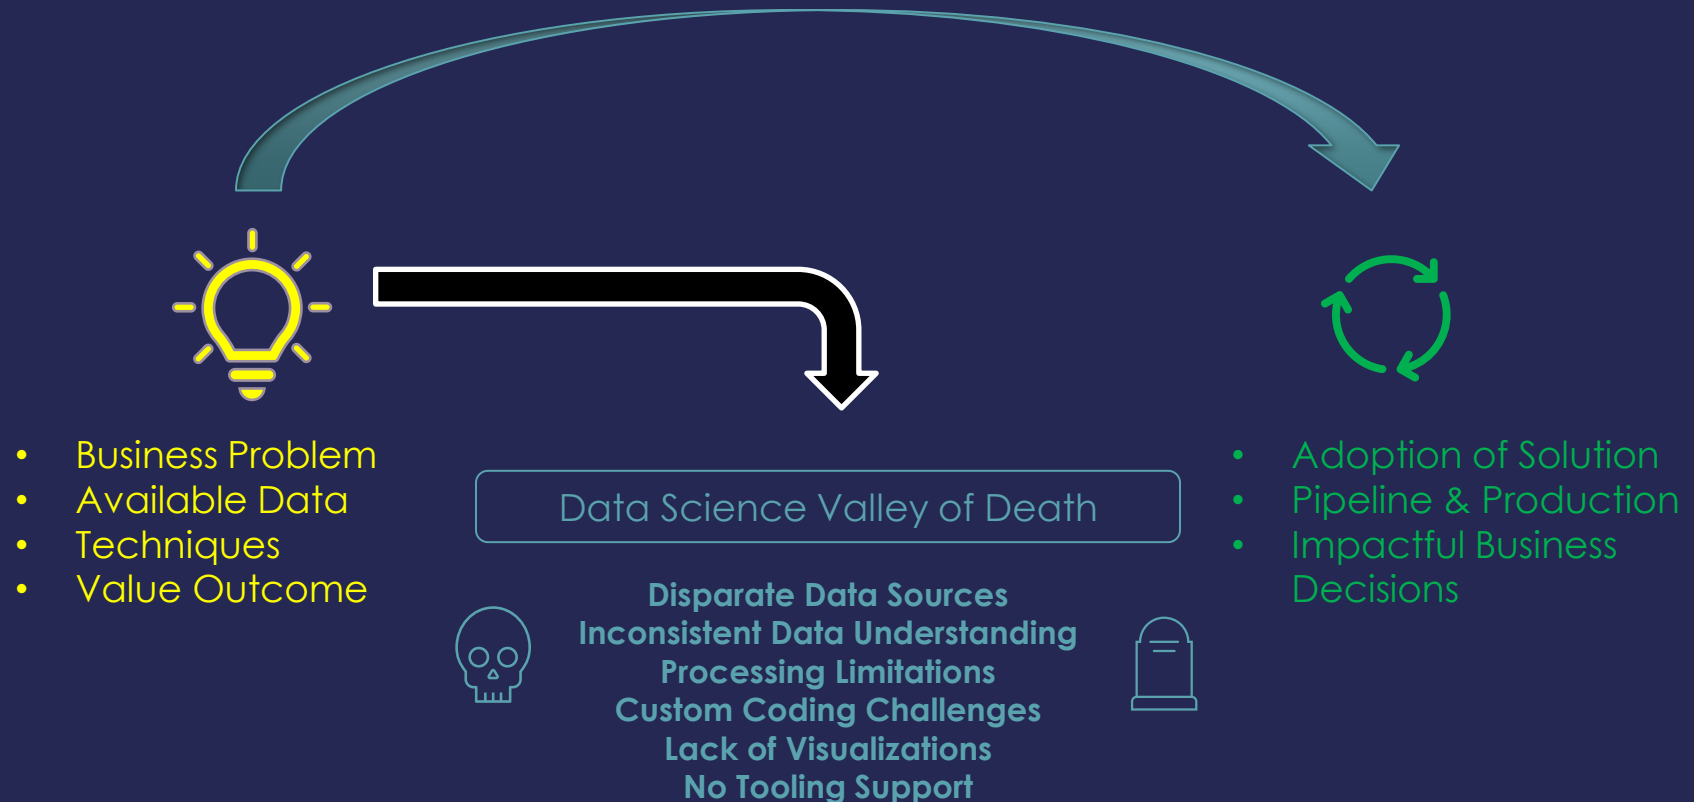 • Business Problem
• Available Data
• Techniques
• Value Outcome
Data Science Valley of Death
Disparate Data Sources
Inconsistent Data Understanding
Processing Limitations
Custom Coding Challenges
Lack of Visualizations
No Tooling Support
• Adoption of Solution
• Pipeline & Production
• Impactful Business
Decisions